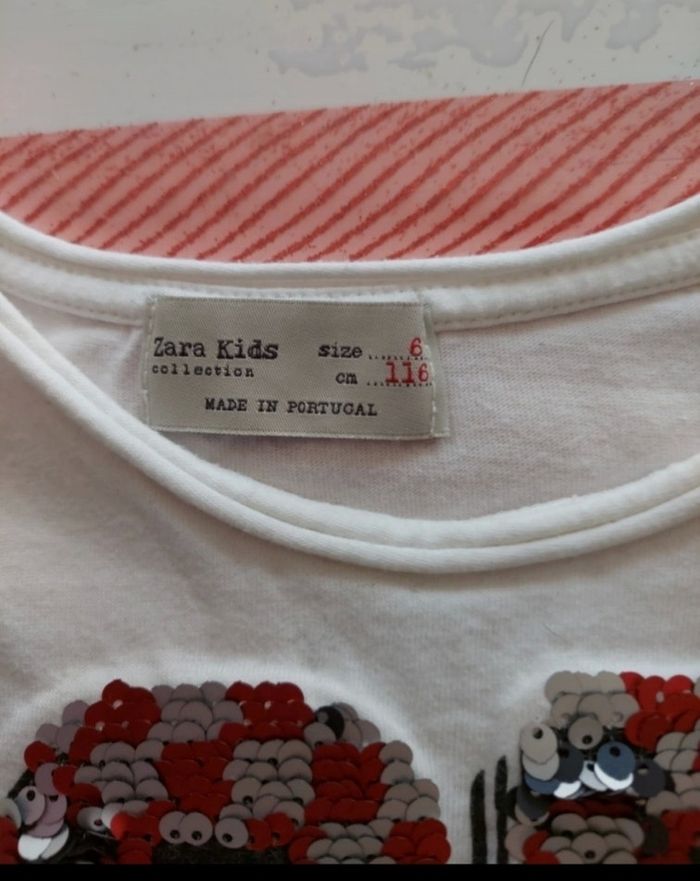 Zara Kids size ..... 6
collection cm .... 116
MADE IN PORTUGAL